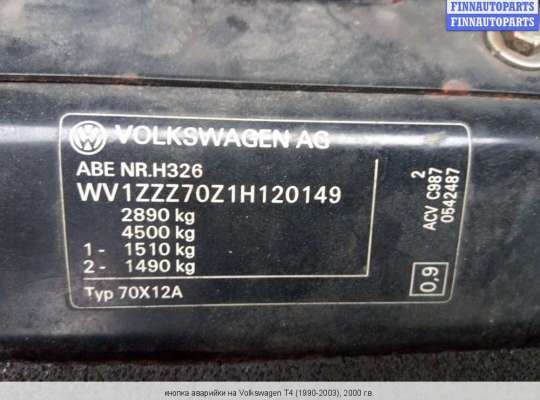 FINNAUTOPARTS
FINNAUTOPARTS
FINNAUTOPARTS
VOLKSWAGEN AG
ABE NR.H326
WV1ZZZ70Z1H120149
2890 kg
4500 kg
1 - 1510 kg
2 - 1490 kg
Typ 70X12A
2
ACV C987
0542487
0,9
кнопка аварийки на Volkswagen T4 (1990-2003), 2000 г.в.